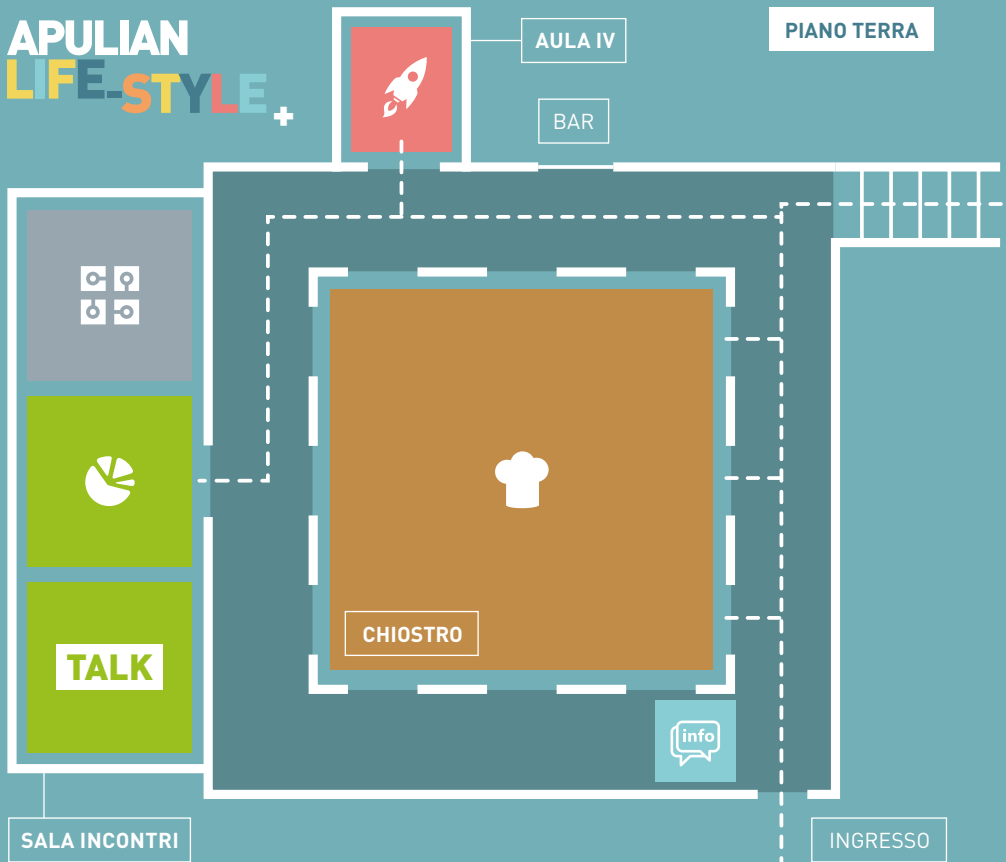 APULIAN
LIFE-STYLE+
AULA IV
PIANO TERRA
BAR
CHIOSTRO
TALK
info
SALA INCONTRI
INGRESSO